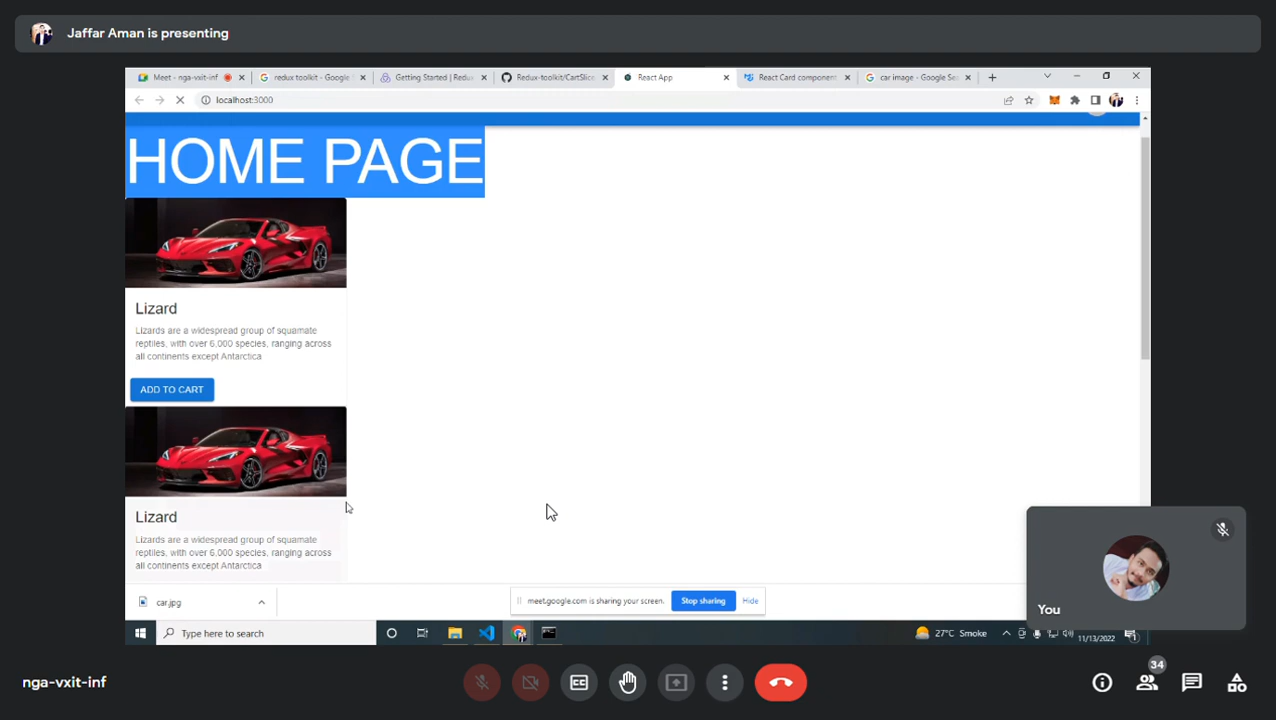 Jaffar Aman is presenting
Meet - nga-vxit-inf
redux toolkit - Google
Getting Started | Redu
Redux-toolkit/CartSlice
React App
React Card component
car image - Google Se
localhost:3000
HOME PAGE
Lizard
Lizards are a widespread group of squamate
reptiles, with over 6,000 species, ranging across
all continents except Antarctica
ADD TO CART
Lizard
Lizards are a widespread group of squamate
reptiles, with over 6,000 species, ranging across
all continents except Antarctica
car.jpg
meet.google.com is sharing your screen.
Stop sharing
Hide
You
Type here to search
27°C Smoke
11/13/2022
nga-vxit-inf
34